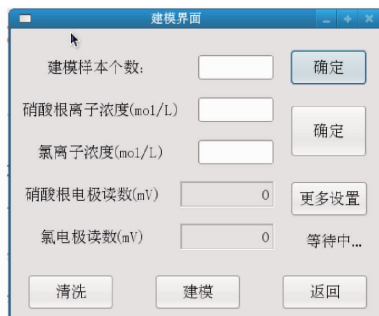 建模界面
建模样本个数: 确定
硝酸根离子浓度(mol/L)
确定
氯离子浓度(mol/L)
硝酸根电极读数(mV) 0 更多设置
氯电极读数(mV) 0 等待中...
清洗 建模 返回